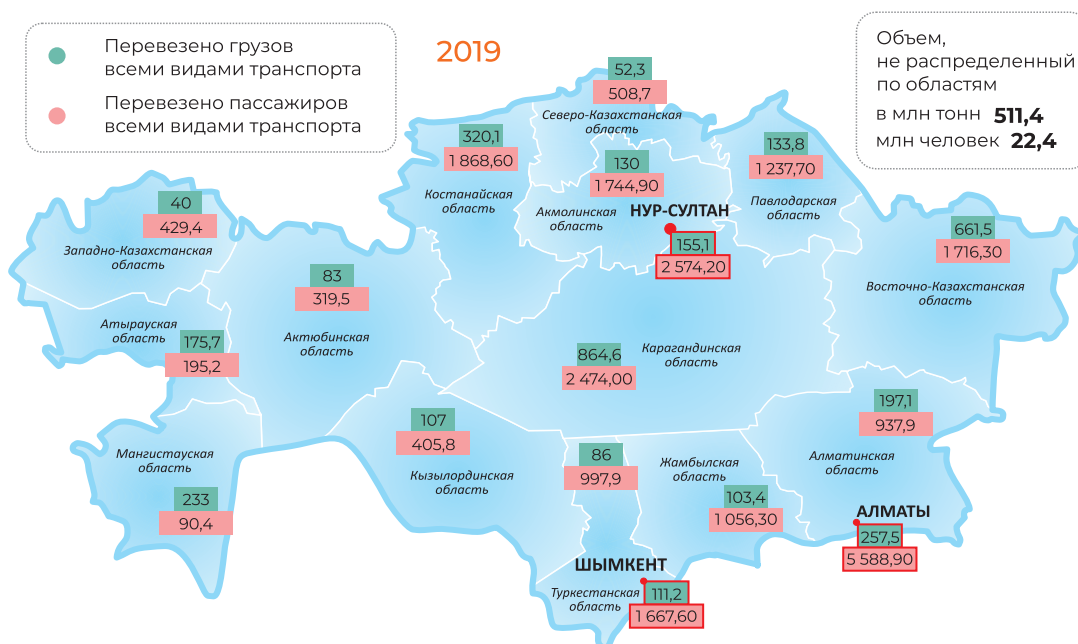 Перевезено грузов
всеми видами транспорта
Перевезено пассажиров
всеми видами транспорта
2019
Объем,
не распределенный
по областям
в млн тонн 511,4
млн человек 22,4
52,3
508,7
Северо-Казахстанская
область
320,1
1 868,60
Костанайская
область
130
1 744,90
Акмолинская
область
НУР-СУЛТАН
155,1
2 574,20
133,8
1 237,70
Павлодарская
область
40
429,4
Западно-Казахстанская
область
661,5
1 716,30
Восточно-Казахстанская
область
83
319,5
Актюбинская
область
Атырауская
область
175,7
195,2
Карагандинская
область
864,6
2 474,00
197,1
937,9
Алматинская
область
107
405,8
Кызылординская
область
Мангистауская
область
233
90,4
86
997,9
Жамбылская
область
103,4
1 056,30
АЛМАТЫ
257,5
5 588,90
ШЫМКЕНТ
Туркестанская
область
111,2
1 667,60